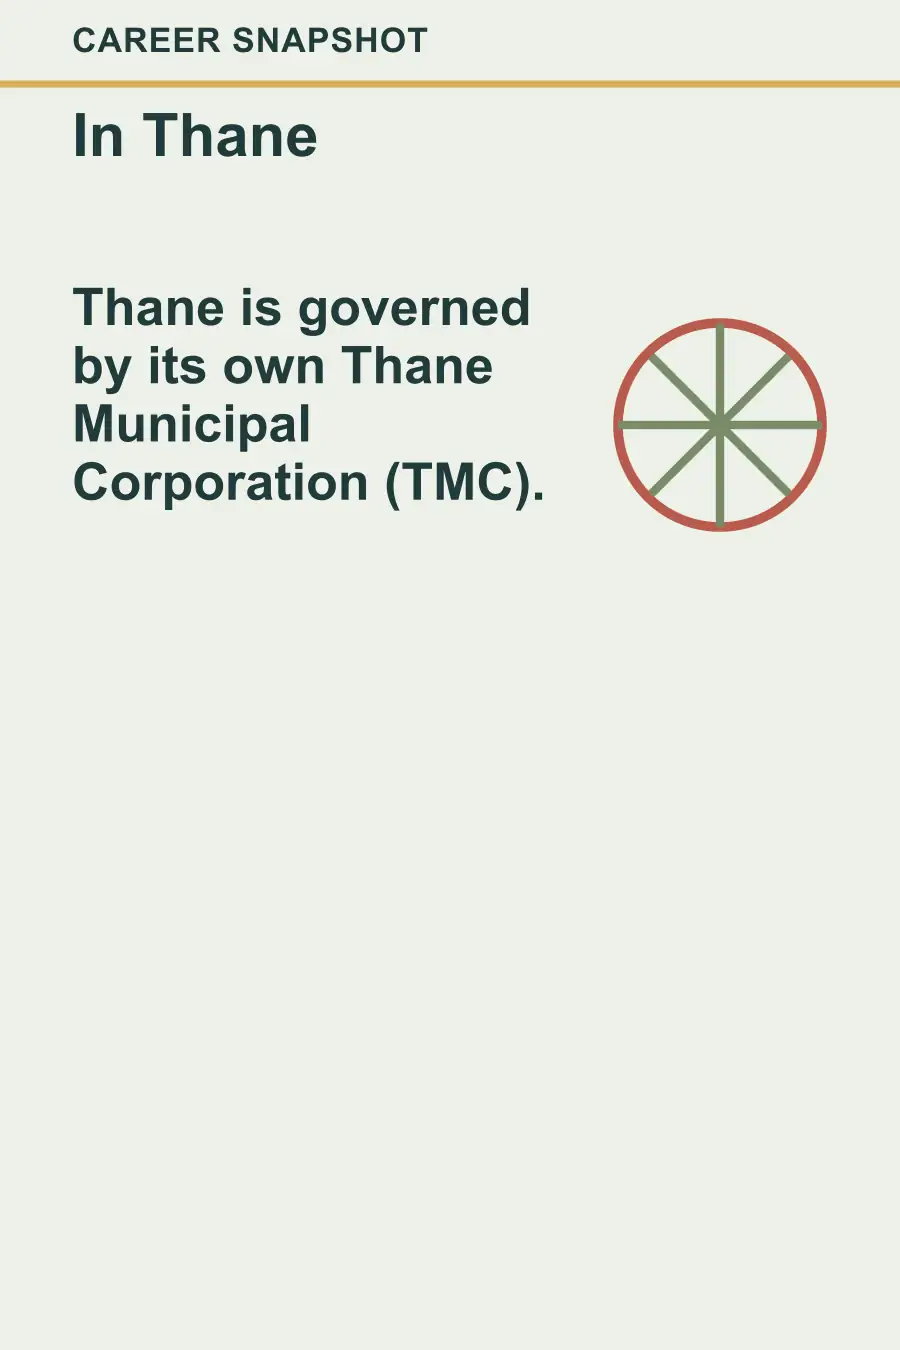 CAREER SNAPSHOT
In Thane
Thane is governed
by its own Thane
Municipal
Corporation (TMC).